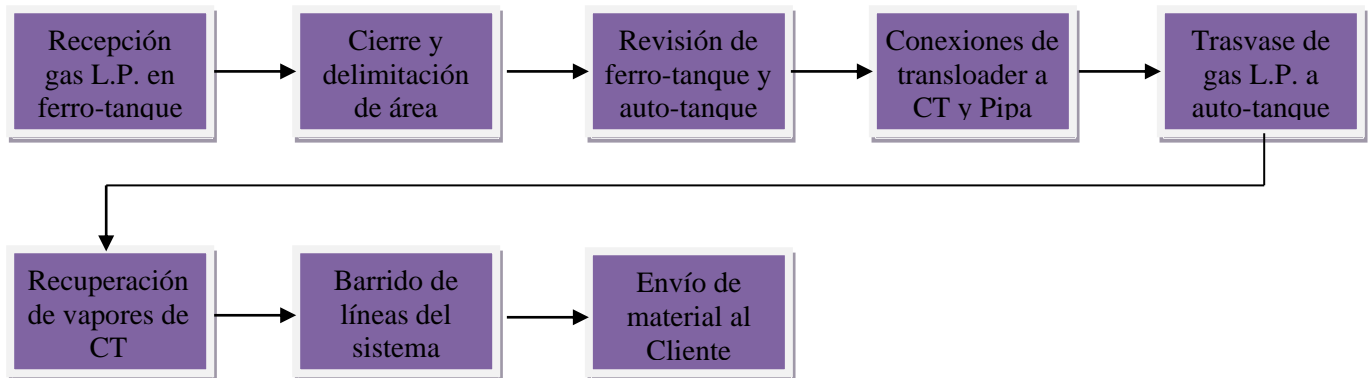 Recepción
gas L.P. en
ferro-tanque
Cierre y
delimitación
de área
Revisión de
ferro-tanque y
auto-tanque
Conexiones de
transloader a
CT y Pipa
Trasvase de
gas L.P. a
auto-tanque
Recuperación
de vapores de
CT
Barrido de
líneas del
sistema
Envío de
material al
Cliente